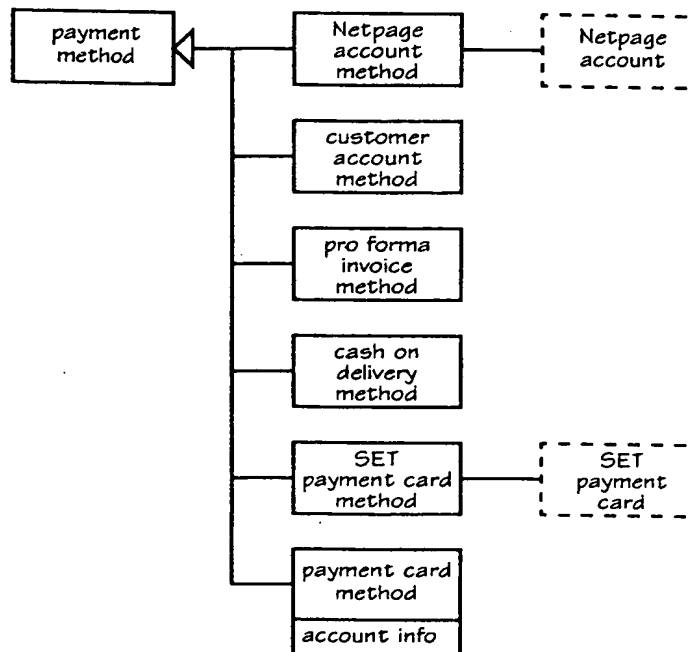 payment
method
Netpage
account
method
Netpage
account
customer
account
method
pro forma
invoice
method
cash on
delivery
method
SET
payment card
method
SET
payment
card
payment card
method
account info